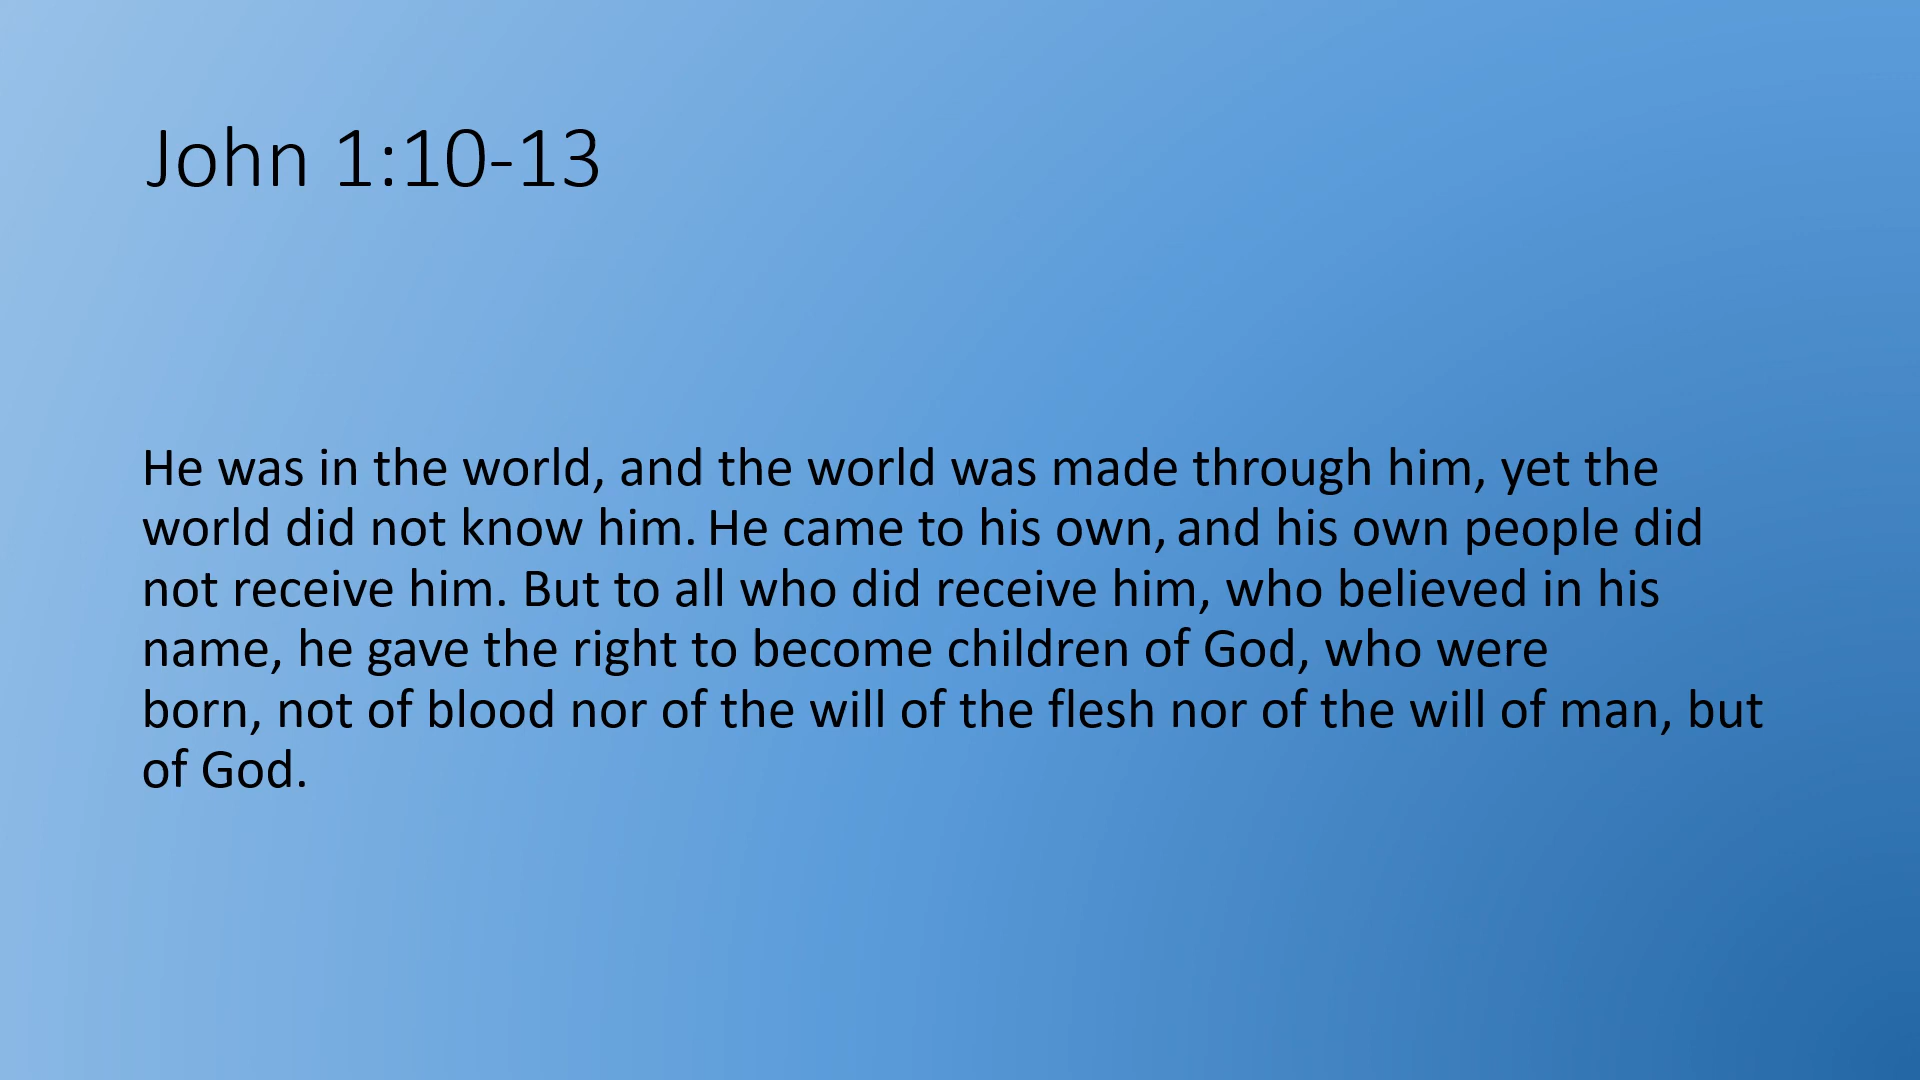 John 1:10-13
He was in the world, and the world was made through him, yet the
world did not know him. He came to his own, and his own people did
not receive him. But to all who did receive him, who believed in his
name, he gave the right to become children of God, who were
born, not of blood nor of the will of the flesh nor of the will of man, but
of God.